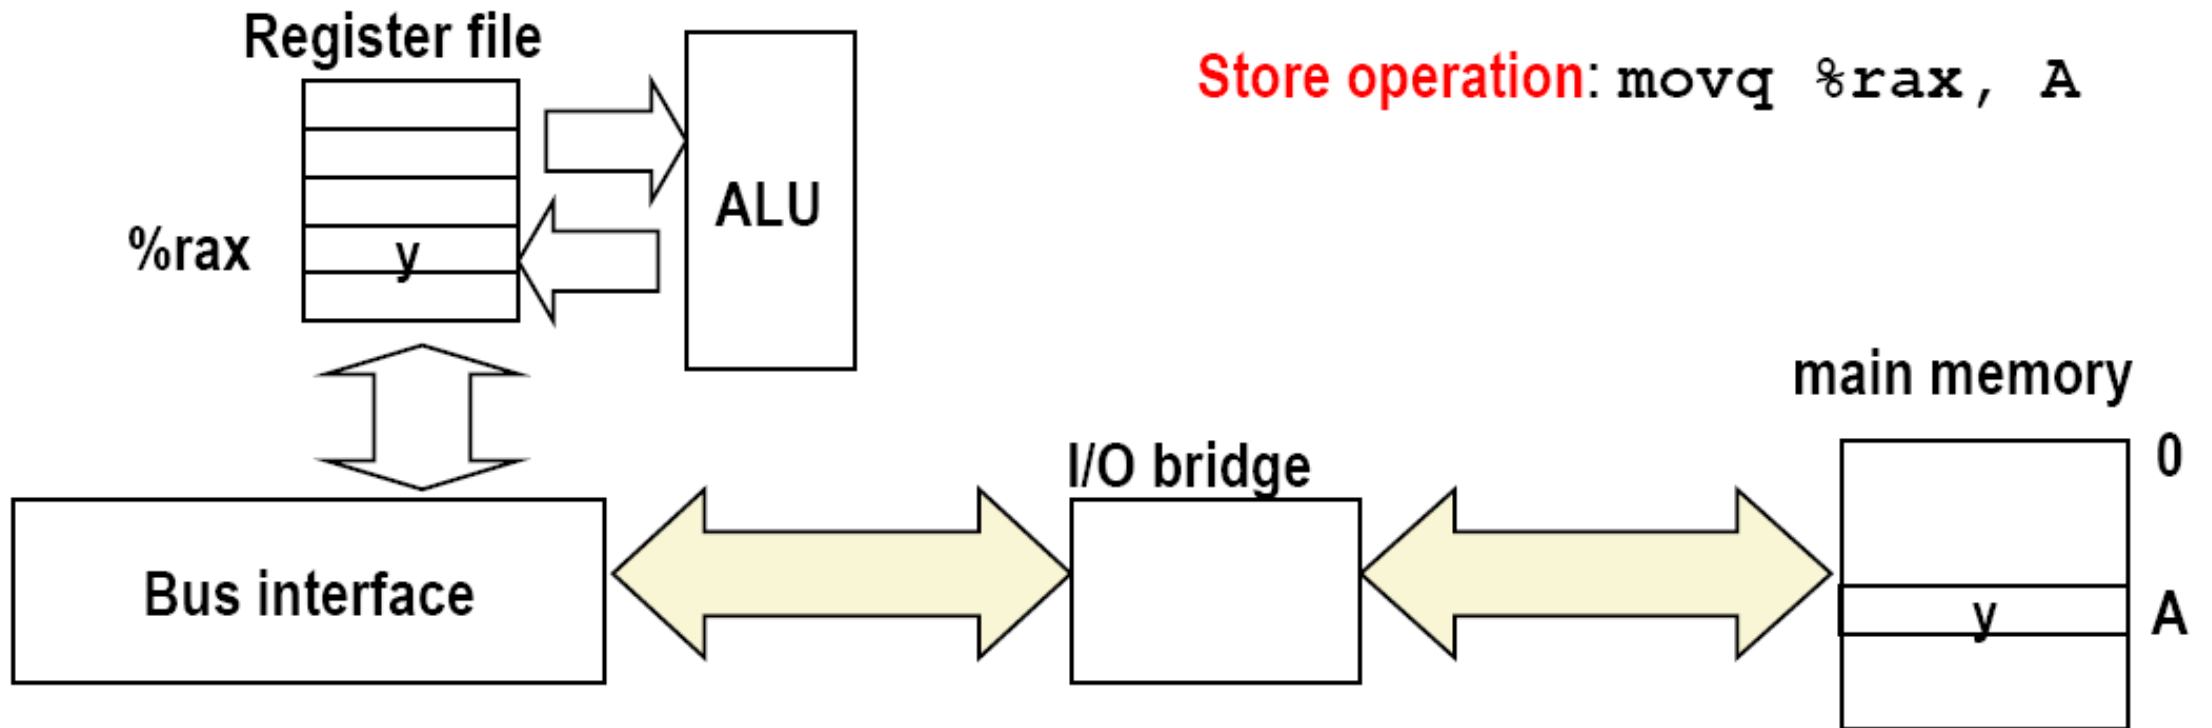 Register file
Store operation: movq %rax, A
ALU
%rax
y
main memory
0
I/O bridge
Bus interface
y
A